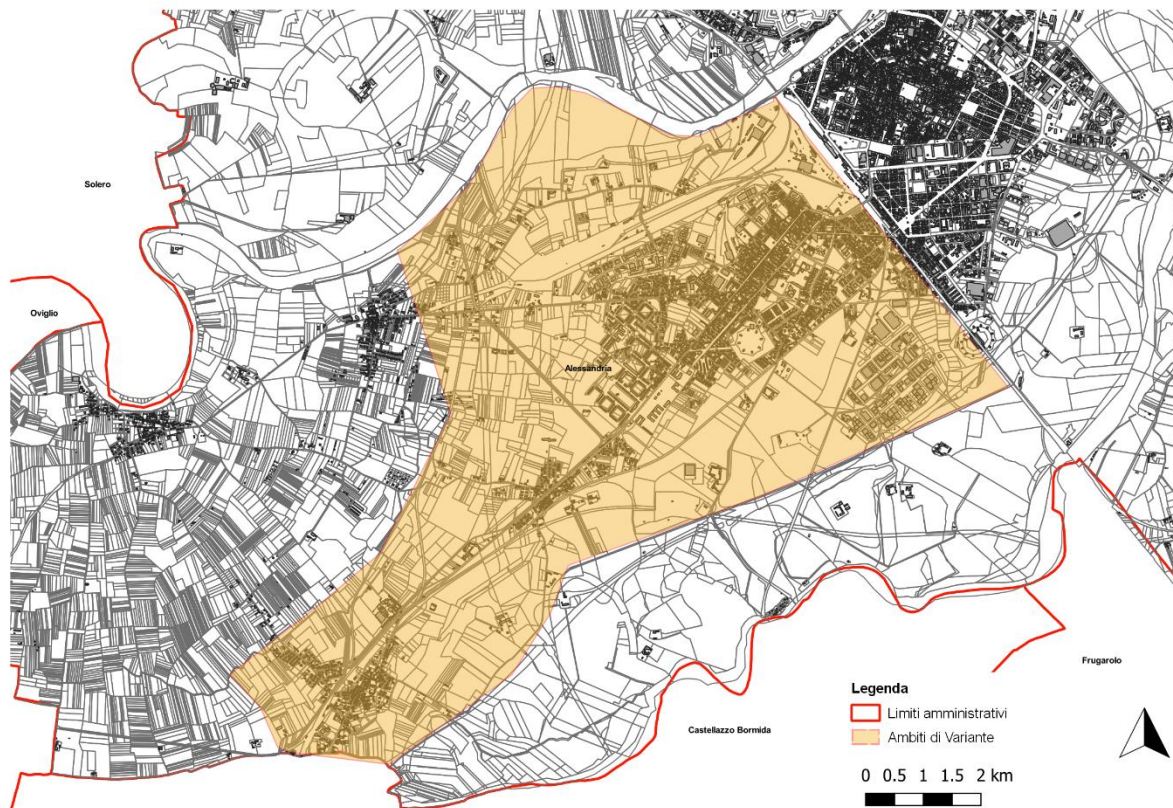 Solero
Oviglio
Alessandria
Frugarolo
Castellazzo Bormida
Legenda
Limiti amministrativi
Ambiti di Variante
0 0.5 1 1.5 2 km